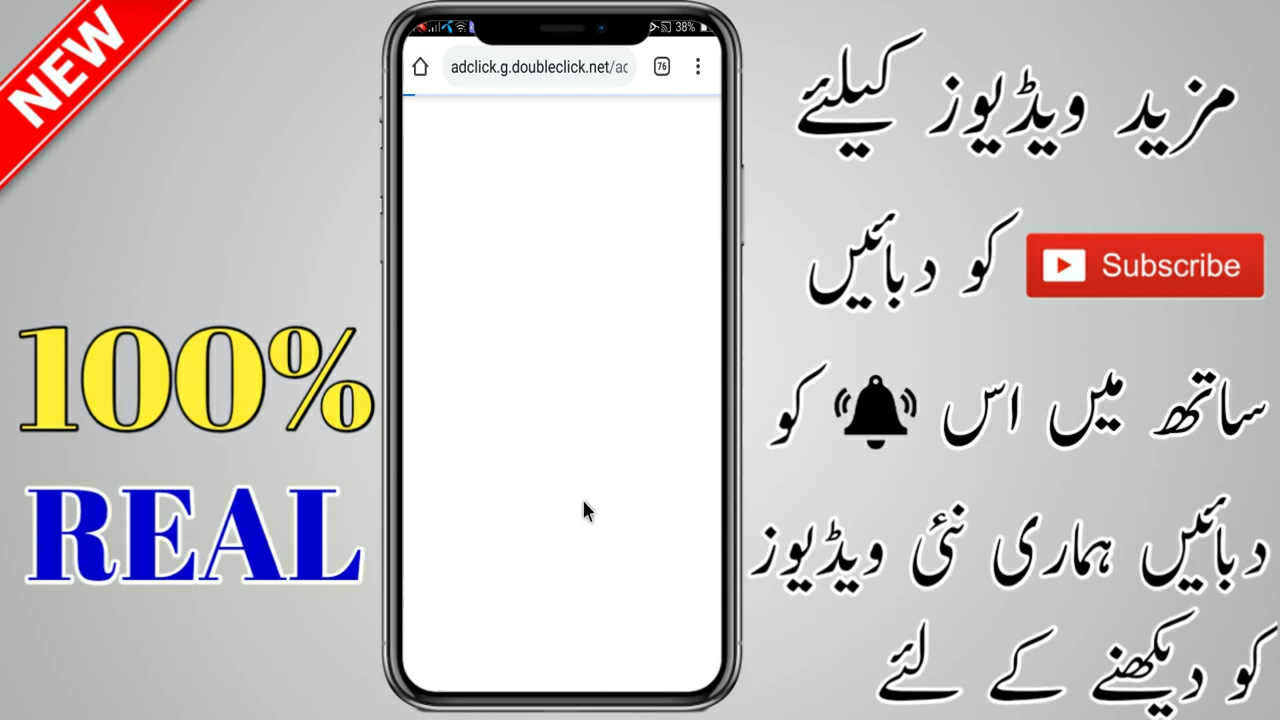 NEW
38%
adclick.g.doubleclick.net/ac
76
100%
REAL
مزید ویڈیوز کیلئے
Subscribe کو دبائیں
ساتھ میں اس کو
دبائیں ہماری نئی ویڈیوز
کو دیکھنے کے لئے